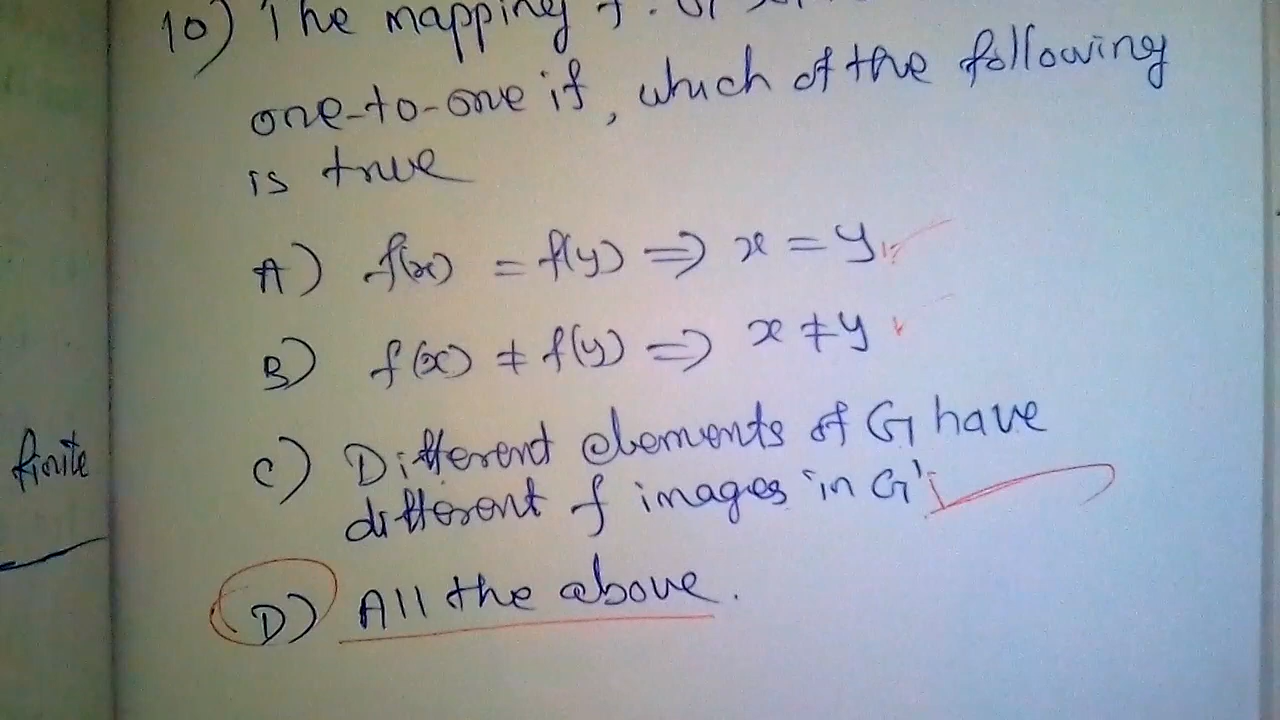 10) The mapping f.
one-to-one if, which of the following
is true
A) f(x) = f(y) ⇒ x = y
B) f(x) ≠ f(y) ⇒ x ≠ y
C) Different elements of G have
different f images in G'
finite
D) All the above.